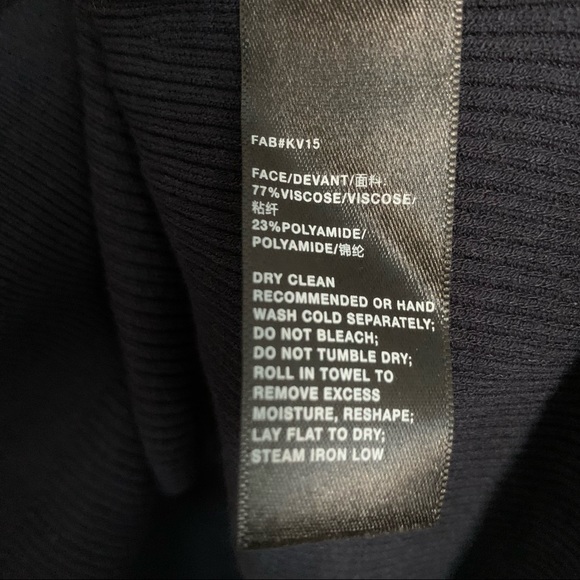 FAB#KV15
FACE/DEVANT/面料:
77%VISCOSE/VISCOSE/
粘纤
23%POLYAMIDE/
POLYAMIDE/锦纶
DRY CLEAN
RECOMMENDED OR HAND
WASH COLD SEPARATELY;
DO NOT BLEACH;
DO NOT TUMBLE DRY;
ROLL IN TOWEL TO
REMOVE EXCESS
MOISTURE, RESHAPE;
LAY FLAT TO DRY;
STEAM IRON LOW